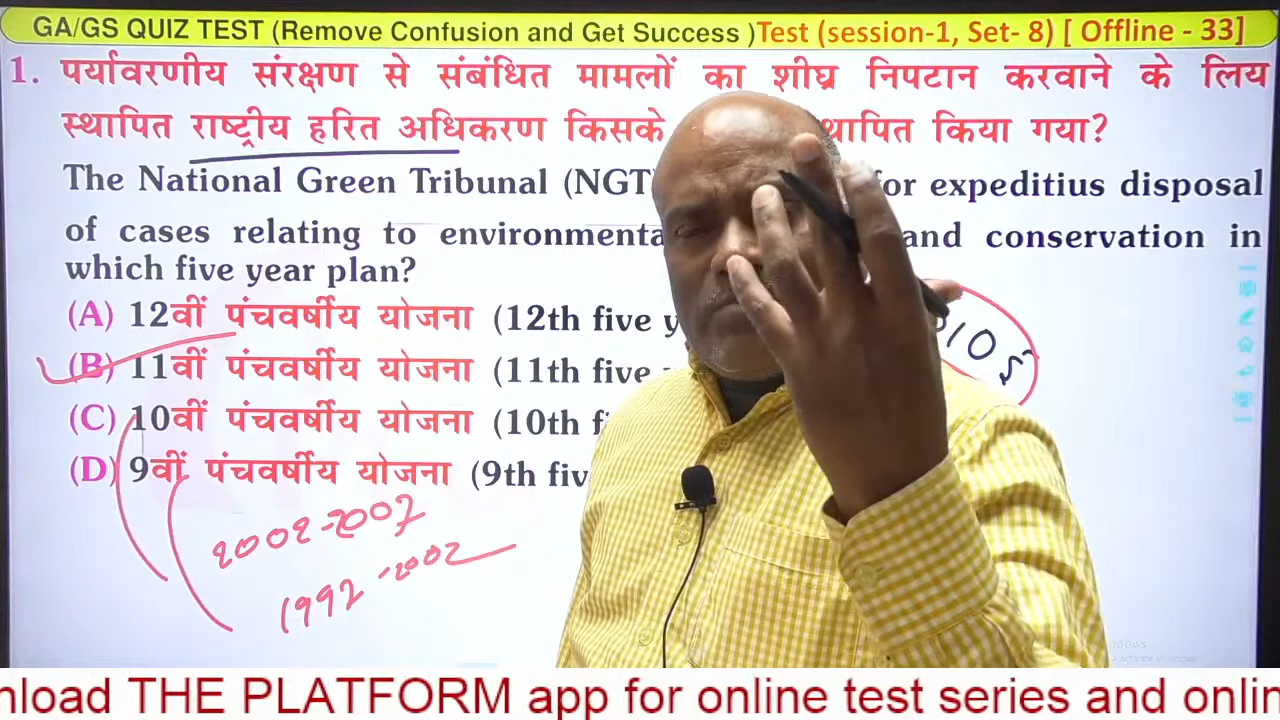 GA/GS QUIZ TEST (Remove Confusion and Get Success )Test (session-1, Set- 8) [ Offline - 33]
1. पर्यावरणीय संरक्षण से संबंधित मामलों का शीघ्र निपटान करवाने के लिय
स्थापित राष्ट्रीय हरित अधिकरण किसके थापित किया गया?
The National Green Tribunal (NGT for expeditius disposal
of cases relating to environmenta and conservation in
which five year plan?
(A) 12वीं पंचवर्षीय योजना (12th five y
(B) 11वीं पंचवर्षीय योजना (11th five
(C) 10वीं पंचवर्षीय योजना (10th f
(D) 9वीं पंचवर्षीय योजना (9th fiv
2002-2007
1992-2002
nload THE PLATFORM app for online test series and onlin